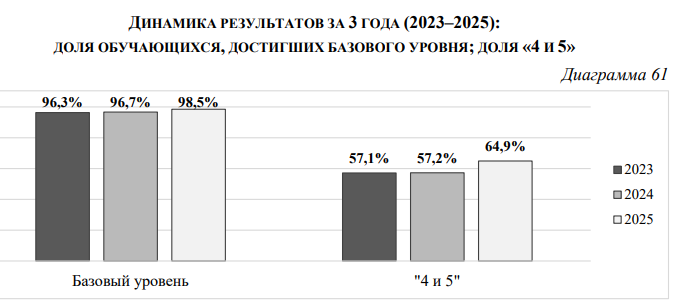 ДИНАМИКА РЕЗУЛЬТАТОВ ЗА 3 ГОДА (2023–2025):
ДОЛЯ ОБУЧАЮЩИХСЯ, ДОСТИГШИХ БАЗОВОГО УРОВНЯ; ДОЛЯ «4 И 5»
Диаграмма 61
96,3% 96,7% 98,5%
57,1% 57,2% 64,9%
2023
2024
2025
Базовый уровень "4 и 5"